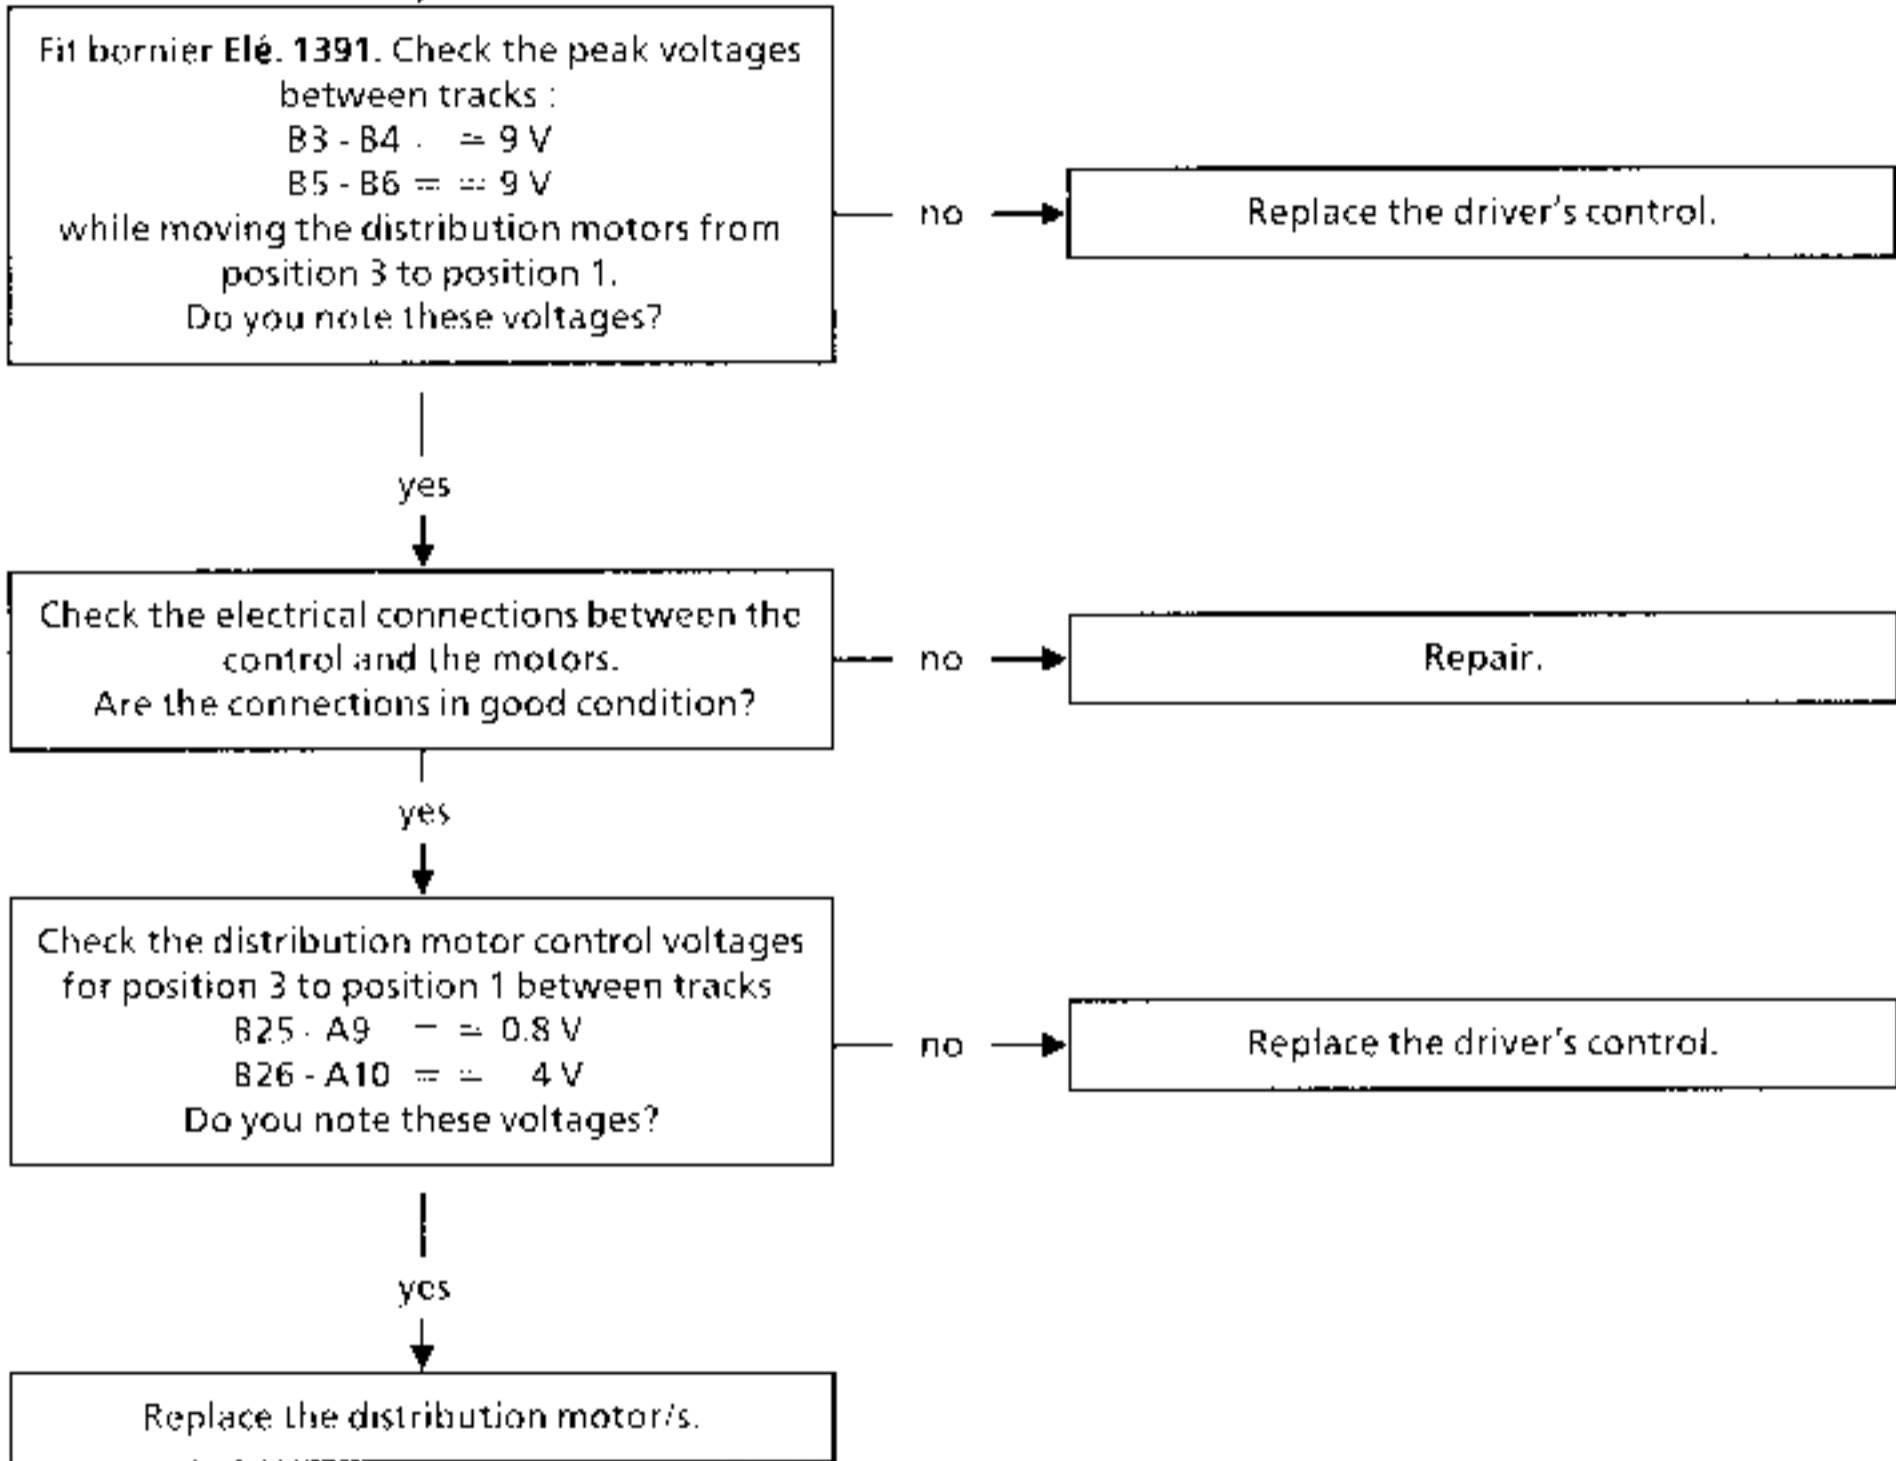 Fit bornier Elé. 1391. Check the peak voltages
between tracks :
B3 - B4 . ≃ 9 V
B5 - B6 = ≃ 9 V
while moving the distribution motors from
position 3 to position 1.
Do you note these voltages?
no
Replace the driver's control.
yes
Check the electrical connections between the
control and the motors.
Are the connections in good condition?
no
Repair.
yes
Check the distribution motor control voltages
for position 3 to position 1 between tracks
B25 - A9 = ≃ 0.8 V
B26 - A10 = ≃ 4 V
Do you note these voltages?
no
Replace the driver's control.
yes
Replace the distribution motor/s.